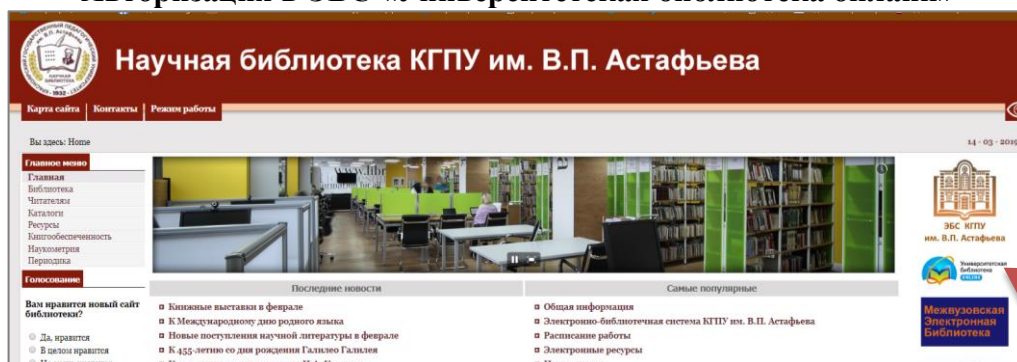 Научная библиотека КГПУ им. В.П. Астафьева
Карта сайта
Контакты
Режим работы
Вы здесь: Home
14 - 03 - 2019
Главное меню
Главная
Библиотека
Читателям
Каталоги
Ресурсы
Книгообеспеченность
Наукометрия
Периодика
Голосование
Вам нравится новый сайт
библиотеки?
Да, нравится
В целом нравится
Последние новости
Книжные выставки в феврале
К Международному дню родного языка
Новые поступления научной литературы в феврале
К 455-летию со дня рождения Галилео Галилея
Самые популярные
Общая информация
Электронно-библиотечная система КГПУ им. В.П. Астафьева
Расписание работы
Электронные ресурсы
ЭБС КГПУ
им. В.П. Астафьева
Университетская
библиотека
ONLINE
Межвузовская
Электронная
Библиотека